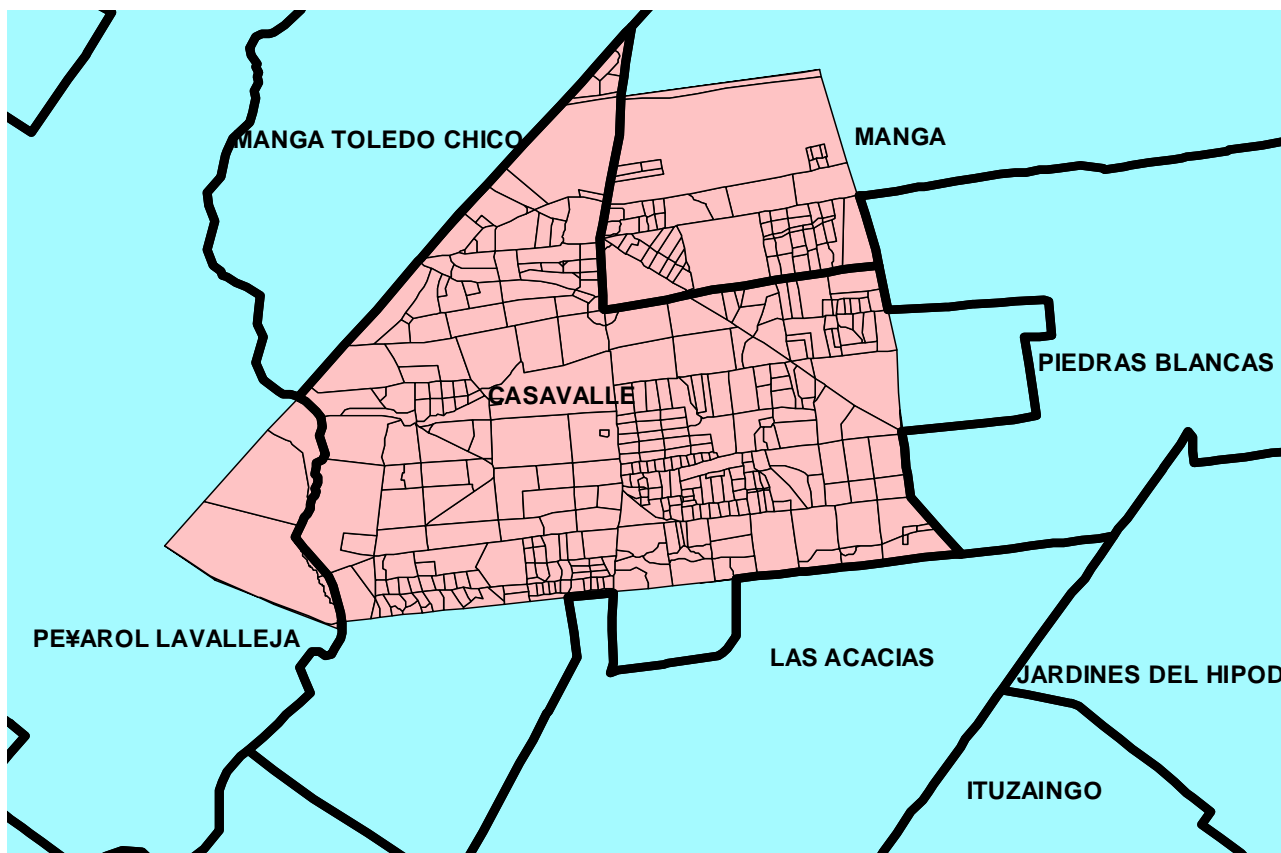 MANGA TOLEDO CHICO
MANGA
PIEDRAS BLANCAS
CASAVALLE
PE¥AROL LAVALLEJA
LAS ACACIAS
JARDINES DEL HIPOD
ITUZAINGO